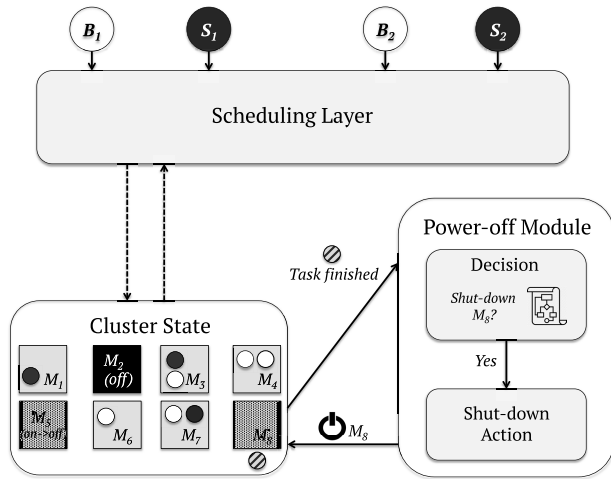 B1
S1
B2
S2
Scheduling Layer
Power-off Module
Decision
Shut-down
M8?
Yes
Shut-down
Action
Task finished
M8
Cluster State
M1
M2
(off)
M3
M4
M5
(on->off)
M6
M7
M8